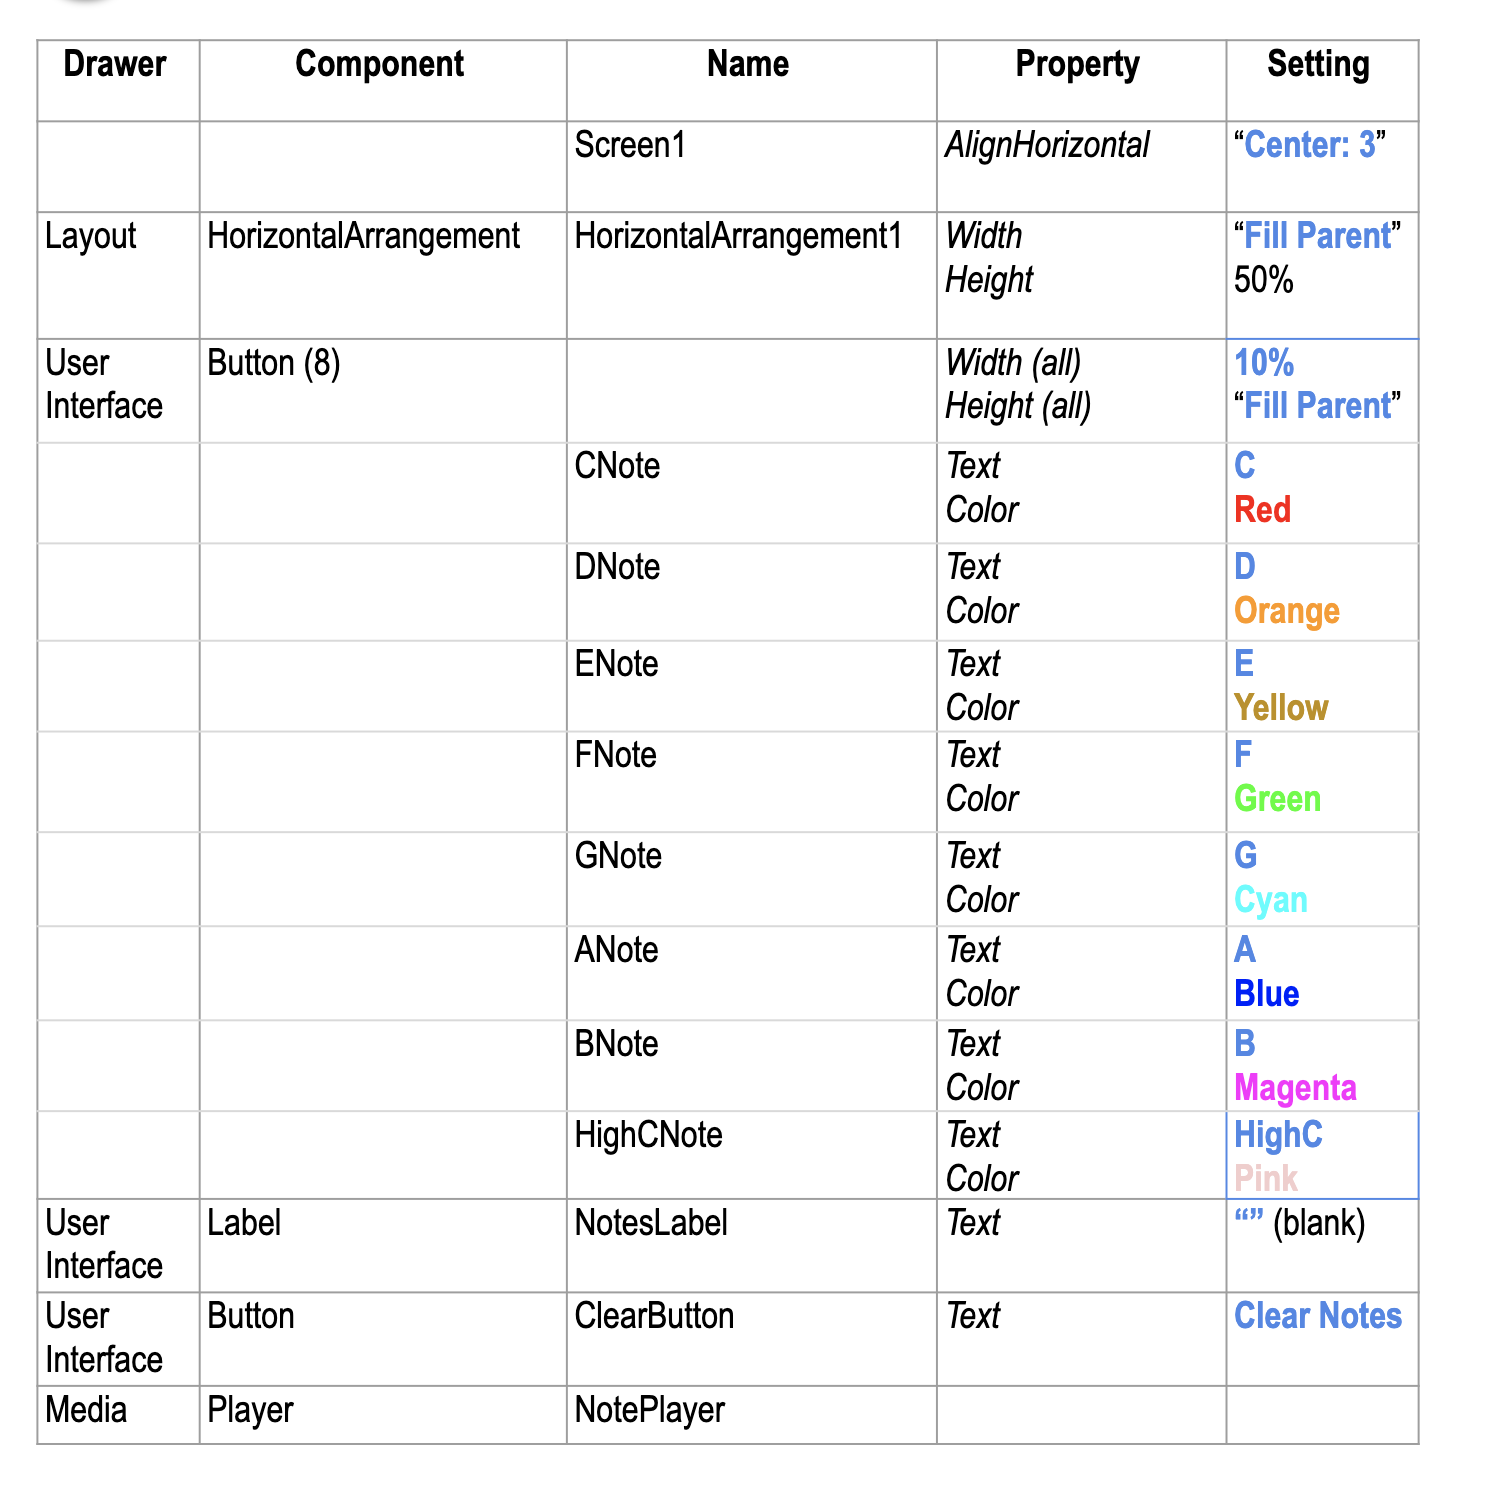 Drawer Component Name Property Setting
Screen1 AlignHorizontal “Center: 3”
Layout HorizontalArrangement HorizontalArrangement1 Width “Fill Parent”
Height 50%
User Button (8) Width (all) 10%
Interface Height (all) “Fill Parent”
CNote Text C
Color Red
DNote Text D
Color Orange
ENote Text E
Color Yellow
FNote Text F
Color Green
GNote Text G
Color Cyan
ANote Text A
Color Blue
BNote Text B
Color Magenta
HighCNote Text HighC
Color Pink
User Label NotesLabel Text “” (blank)
Interface
User Button ClearButton Text Clear Notes
Interface
Media Player NotePlayer